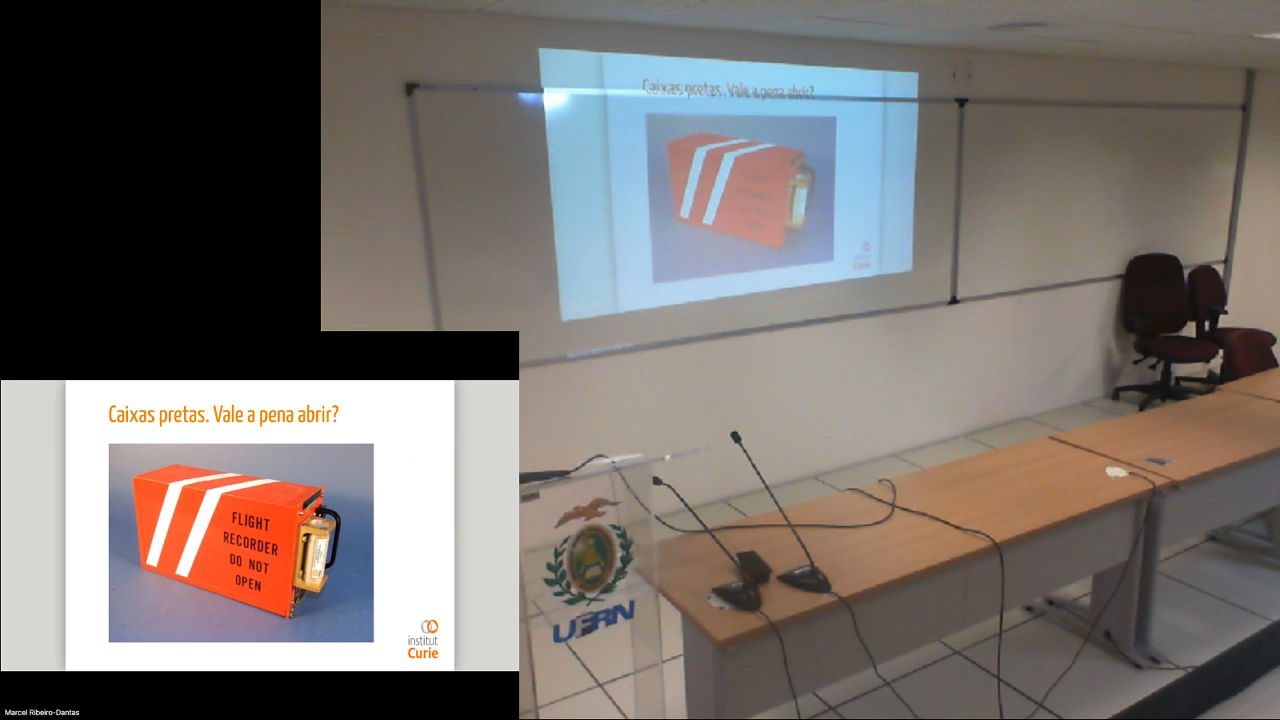 Caixas pretas. Vale a pena abrir?
Curie
Caixas pretas. Vale a pena abrir?
FLIGHT
RECORDER
DO NOT
OPEN
institut
Curie
UERN
Marcel Ribeiro-Dantas